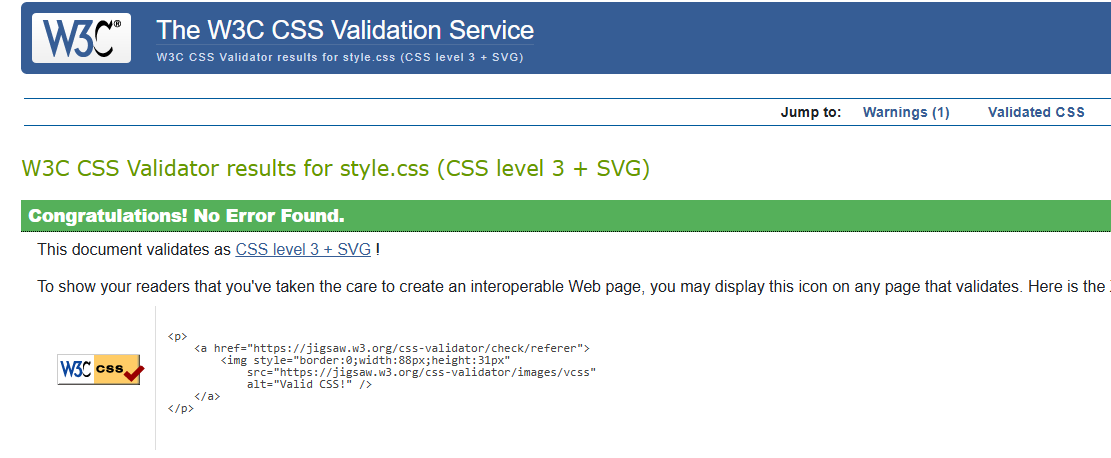 W3C®
The W3C CSS Validation Service
W3C CSS Validator results for style.css (CSS level 3 + SVG)
Jump to: Warnings (1) Validated CSS
W3C CSS Validator results for style.css (CSS level 3 + SVG)
Congratulations! No Error Found.
This document validates as CSS level 3 + SVG !
To show your readers that you've taken the care to create an interoperable Web page, you may display this icon on any page that validates. Here is the
W3C css
<p>
    <a href="https://jigsaw.w3.org/css-validator/check/referer">
        <img style="border:0;width:88px;height:31px"
            src="https://jigsaw.w3.org/css-validator/images/vcss"
            alt="Valid CSS!" />
    </a>
</p>